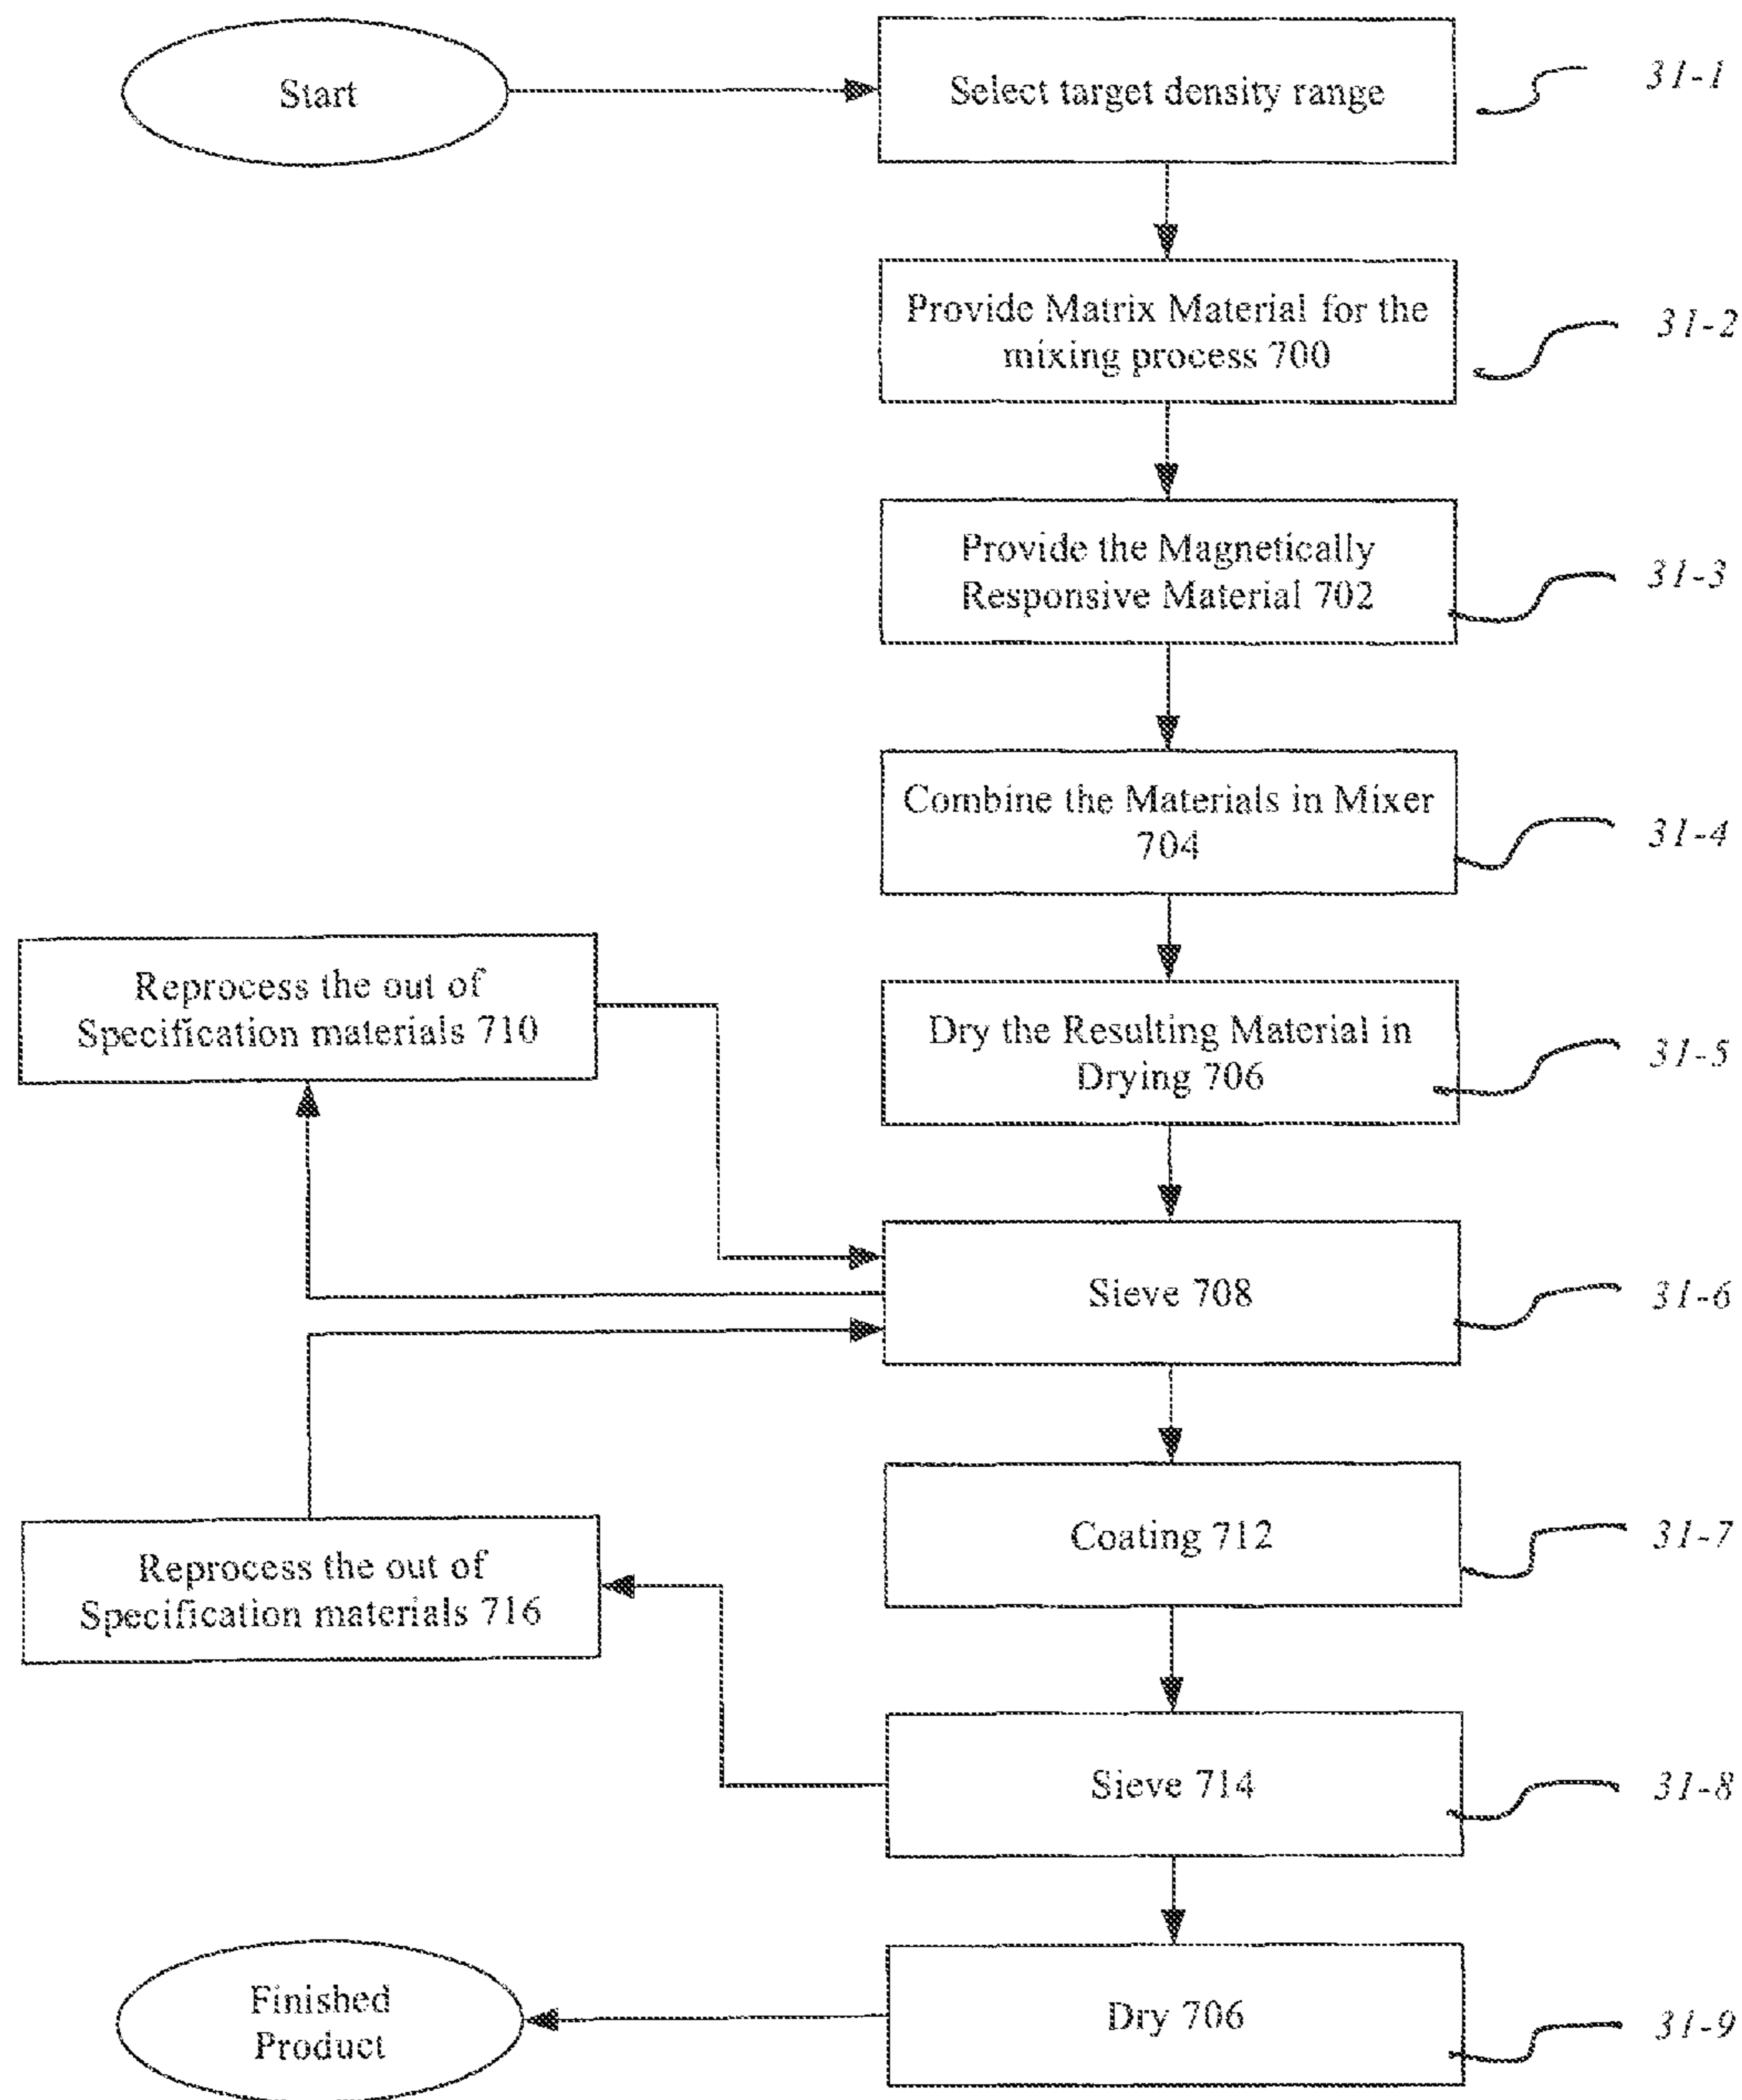 Start
Select target density range
31-1
Provide Matrix Material for the
mixing process 700
31-2
Provide the Magnetically
Responsive Material 702
31-3
Combine the Materials in Mixer
704
31-4
Reprocess the out of
Specification materials 710
Dry the Resulting Material in
Drying 706
31-5
Sieve 708
31-6
Coating 712
31-7
Reprocess the out of
Specification materials 716
Sieve 714
31-8
Finished
Product
Dry 706
31-9